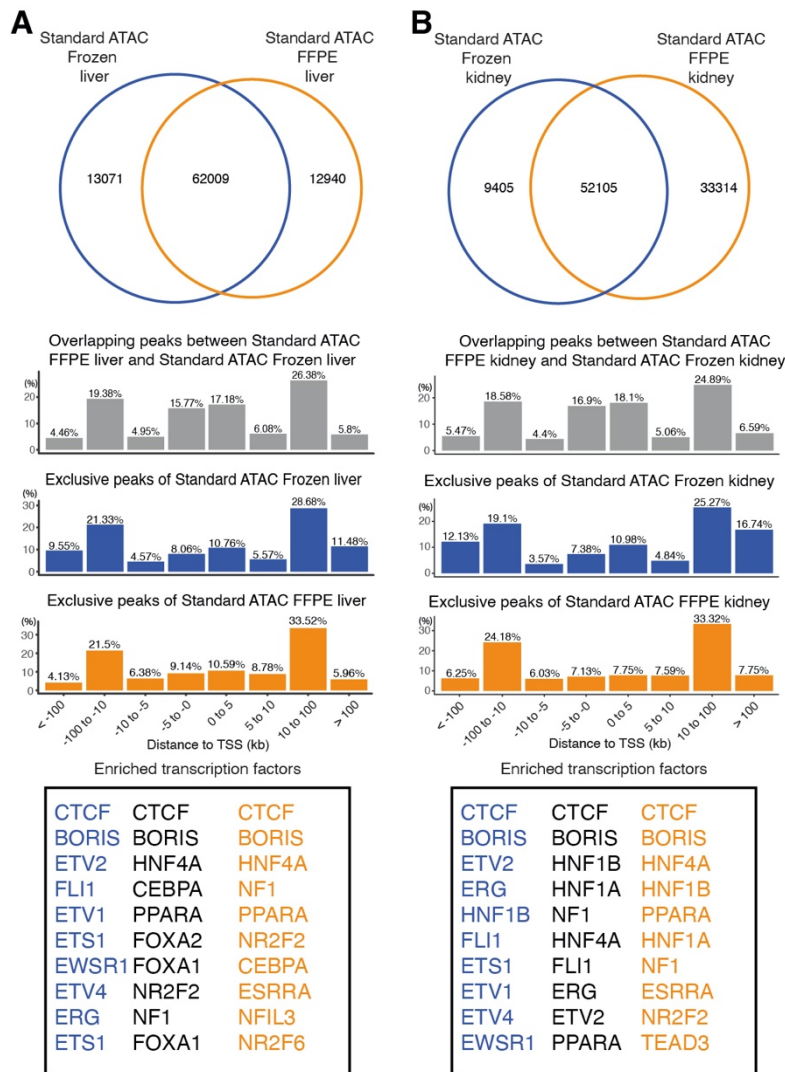 A
Standard ATAC
Frozen
liver
Standard ATAC
FFPE
liver
13071
62009
12940
Overlapping peaks between Standard ATAC
FFPE liver and Standard ATAC Frozen liver
(%)
20
10
0
4.46%
19.38%
4.95%
15.77%
17.18%
6.08%
26.38%
5.8%
Exclusive peaks of Standard ATAC Frozen liver
(%)
30
20
10
0
9.55%
21.33%
4.57%
8.06%
10.76%
5.57%
28.68%
11.48%
Exclusive peaks of Standard ATAC FFPE liver
(%)
30
20
10
0
4.13%
21.5%
6.38%
9.14%
10.59%
8.78%
33.52%
5.96%
< -100
-100 to -10
-10 to -5
-5 to -0
0 to 5
5 to 10
10 to 100
> 100
Distance to TSS (kb)
Enriched transcription factors
CTCF CTCF CTCF
BORIS BORIS BORIS
ETV2 HNF4A HNF4A
FLI1 CEBPA NF1
ETV1 PPARA PPARA
ETS1 FOXA2 NR2F2
EWSR1 FOXA1 CEBPA
ETV4 NR2F2 ESRRA
ERG NF1 NFIL3
ETS1 FOXA1 NR2F6
B
Standard ATAC
Frozen
kidney
Standard ATAC
FFPE
kidney
9405
52105
33314
Overlapping peaks between Standard ATAC
FFPE kidney and Standard ATAC Frozen kidney
(%)
20
10
0
5.47%
18.58%
4.4%
16.9%
18.1%
5.06%
24.89%
6.59%
Exclusive peaks of Standard ATAC Frozen kidney
(%)
20
10
0
12.13%
19.1%
3.57%
7.38%
10.98%
4.84%
25.27%
16.74%
Exclusive peaks of Standard ATAC FFPE kidney
(%)
30
20
10
0
6.25%
24.18%
6.03%
7.13%
7.75%
7.59%
33.32%
7.75%
< -100
-100 to -10
-10 to -5
-5 to -0
0 to 5
5 to 10
10 to 100
> 100
Distance to TSS (kb)
Enriched transcription factors
CTCF CTCF CTCF
BORIS BORIS BORIS
ETV2 HNF1B HNF4A
ERG HNF1A HNF1B
HNF1B NF1 PPARA
FLI1 HNF4A HNF1A
ETS1 FLI1 NF1
ETV1 ERG ESRRA
ETV4 ETV2 NR2F2
EWSR1 PPARA TEAD3